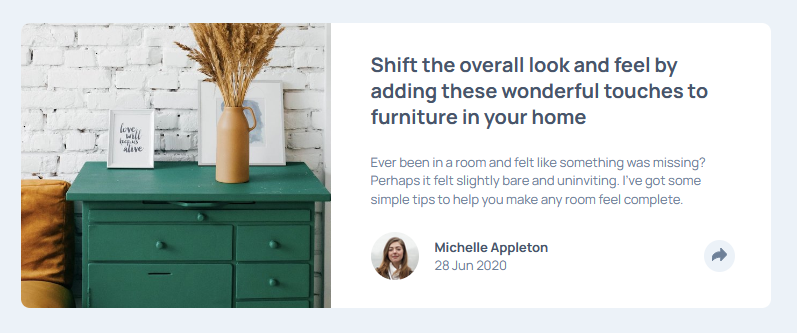 love
will
begins
alive
Shift the overall look and feel by
adding these wonderful touches to
furniture in your home
Ever been in a room and felt like something was missing?
Perhaps it felt slightly bare and uninviting. I've got some
simple tips to help you make any room feel complete.
Michelle Appleton
28 Jun 2020